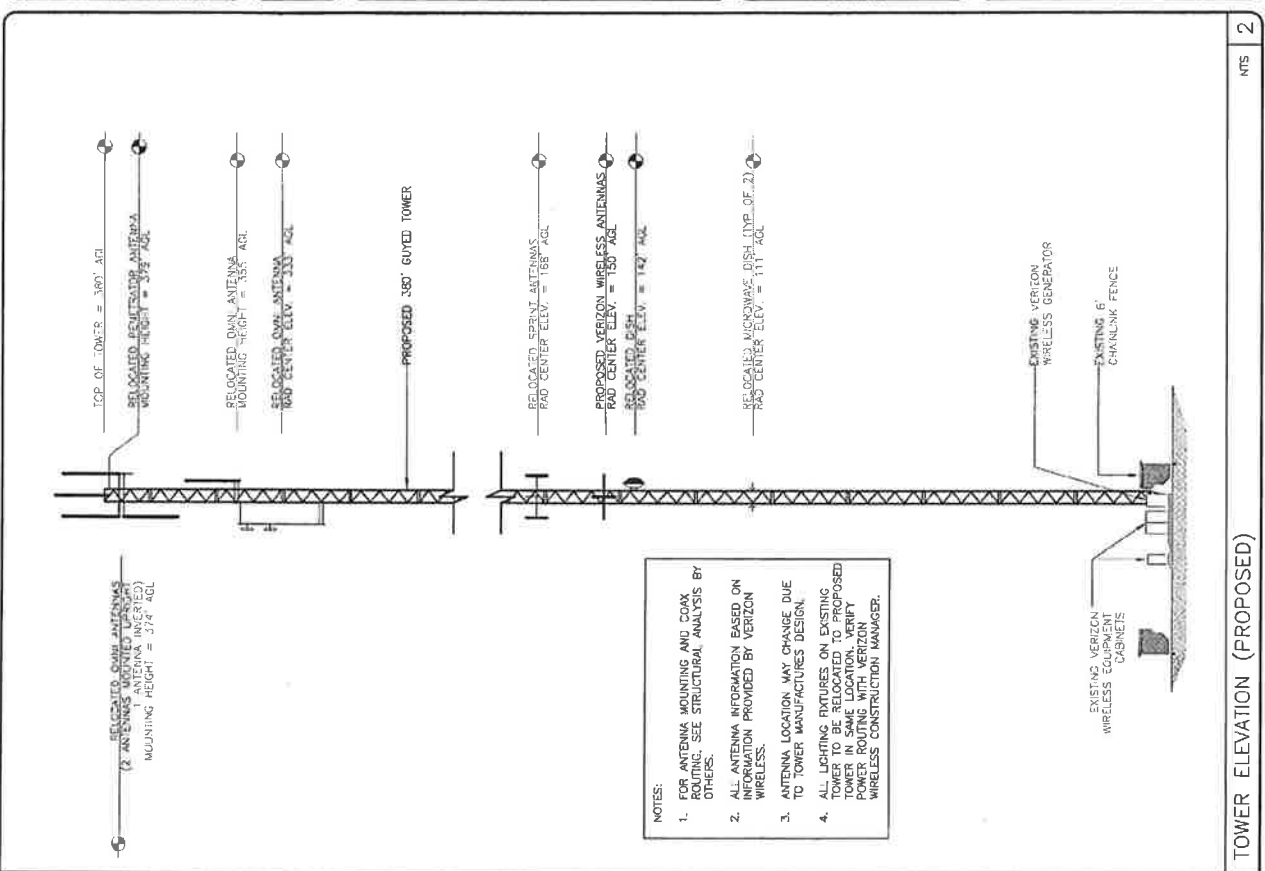 TOP OF TOWER = 380' AGL
RELOCATED PENETRATOR ANTENNA
MOUNTING HEIGHT = 375' AGL
RELOCATED OMNI ANTENNAS
(2 ANTENNAS MOUNTED UPRIGHT
1 ANTENNA INVERTED)
MOUNTING HEIGHT = 374' AGL
RELOCATED OMNI ANTENNA
MOUNTING HEIGHT = 355' AGL
RELOCATED OMNI ANTENNA
RAD CENTER ELEV. = 333' AGL
PROPOSED 380' GUYED TOWER
RELOCATED SPRINT ANTENNAS
RAD CENTER ELEV. = 168' AGL
PROPOSED VERIZON WIRELESS ANTENNAS
RAD CENTER ELEV. = 150' AGL
RELOCATED DISH
RAD CENTER ELEV. = 142' AGL
RELOCATED MICROWAVE DISH (TYP. OF 2)
RAD CENTER ELEV. = 111' AGL
NOTES:
1. FOR ANTENNA MOUNTING AND COAX
ROUTING, SEE STRUCTURAL ANALYSIS BY
OTHERS.
2. ALL ANTENNA INFORMATION BASED ON
INFORMATION PROVIDED BY VERIZON
WIRELESS.
3. ANTENNA LOCATION MAY CHANGE DUE
TO TOWER MANUFACTURES DESIGN.
4. ALL LIGHTING FIXTURES ON EXISTING
TOWER TO BE RELOCATED TO PROPOSED
TOWER IN SAME LOCATION. VERIFY
POWER ROUTING WITH VERIZON
WIRELESS CONSTRUCTION MANAGER.
EXISTING VERIZON
WIRELESS GENERATOR
EXISTING 6'
CHAINLINK FENCE
EXISTING VERIZON
WIRELESS EQUIPMENT
CABINETS
TOWER ELEVATION (PROPOSED)
NTS
2